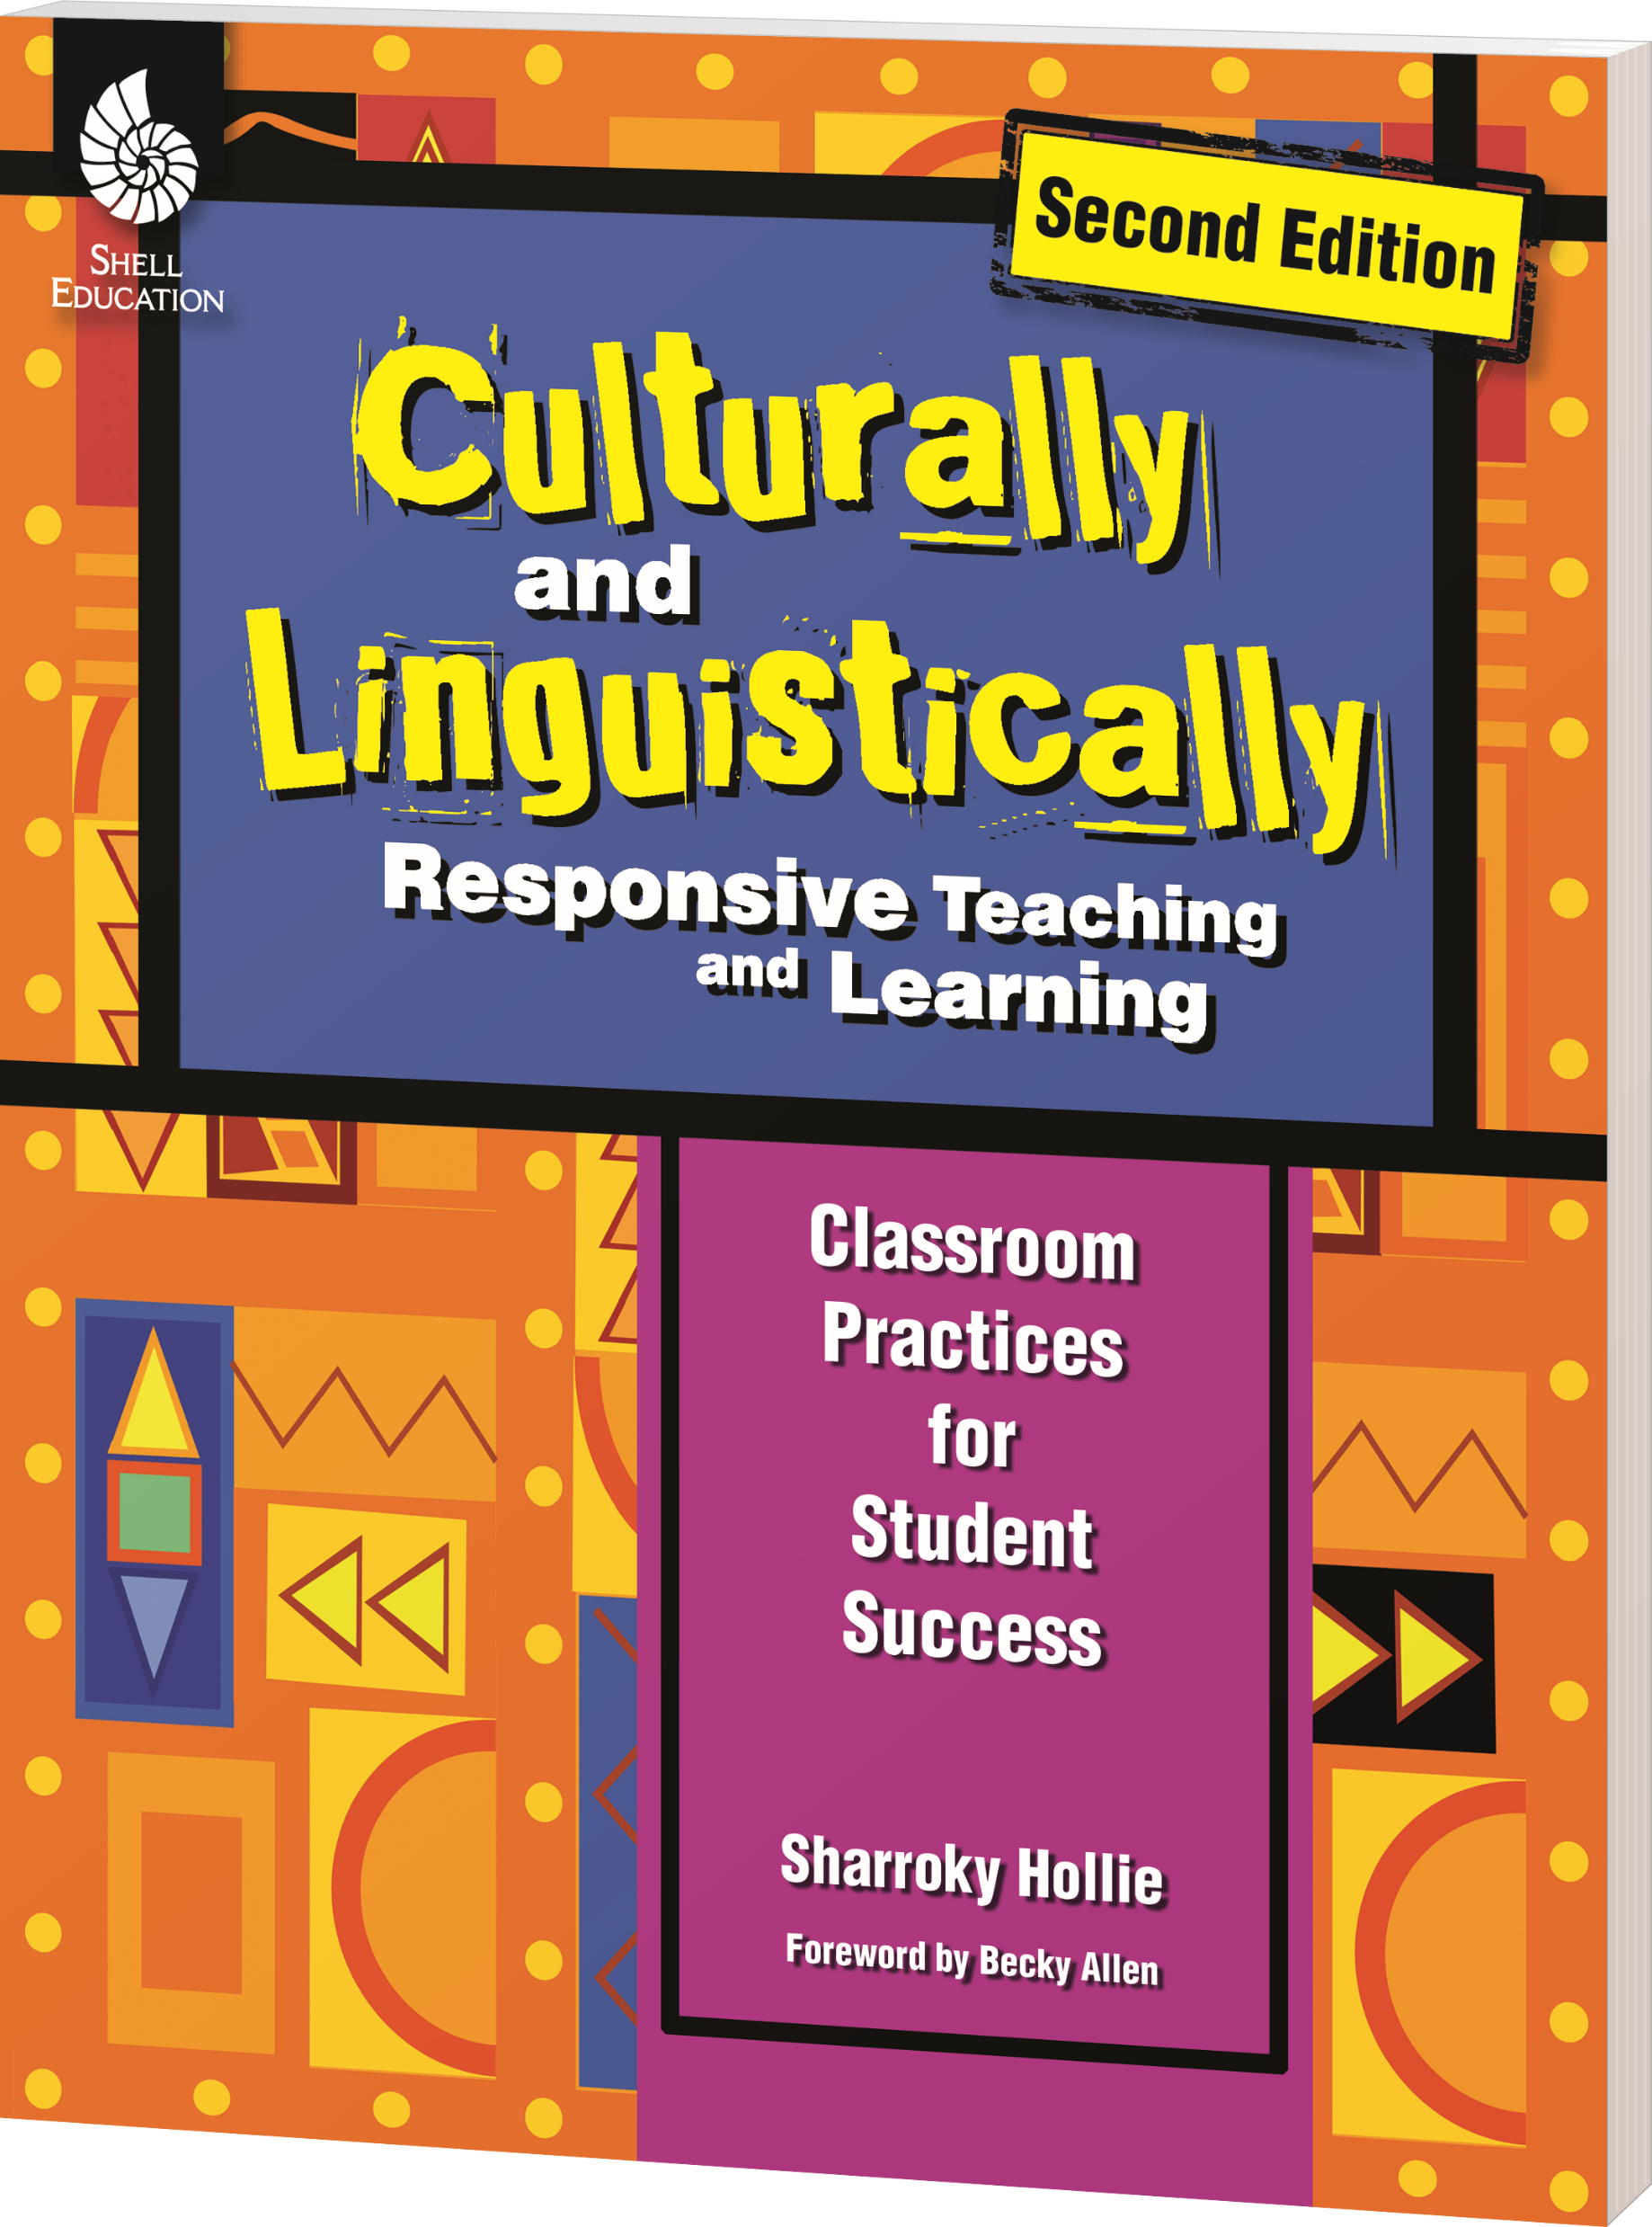 Shell
Education
Second Edition
Culturally
and
Linguistically
Responsive Teaching
and Learning
Classroom
Practices
for
Student
Success
Sharroky Hollie
Foreword by Becky Allen